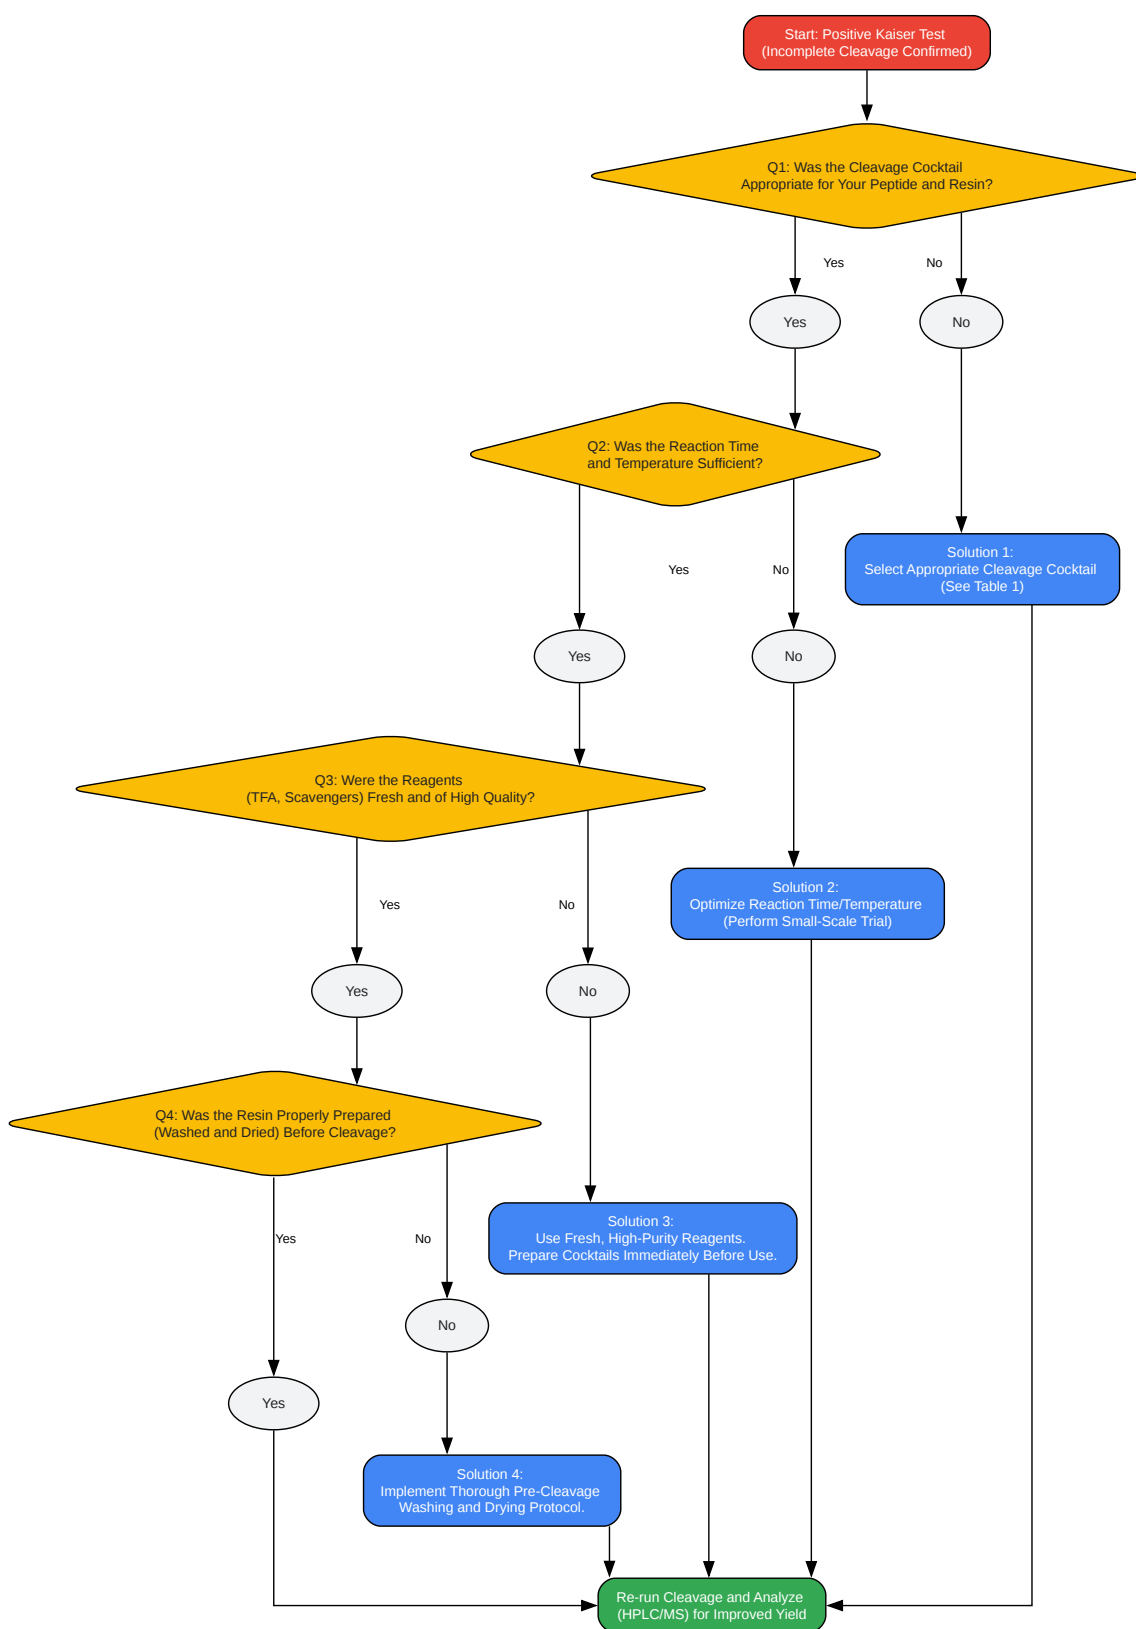 Start: Positive Kaiser Test
(Incomplete Cleavage Confirmed)
Q1: Was the Cleavage Cocktail
Appropriate for Your Peptide and Resin?
Yes
No
Yes
No
Q2: Was the Reaction Time
and Temperature Sufficient?
Solution 1:
Select Appropriate Cleavage Cocktail
(See Table 1)
Yes
No
Yes
No
Q3: Were the Reagents
(TFA, Scavengers) Fresh and of High Quality?
Solution 2:
Optimize Reaction Time/Temperature
(Perform Small-Scale Trial)
Yes
No
Yes
No
Q4: Was the Resin Properly Prepared
(Washed and Dried) Before Cleavage?
Solution 3:
Use Fresh, High-Purity Reagents.
Prepare Cocktails Immediately Before Use.
Yes
No
No
Yes
Solution 4:
Implement Thorough Pre-Cleavage
Washing and Drying Protocol.
Re-run Cleavage and Analyze
(HPLC/MS) for Improved Yield